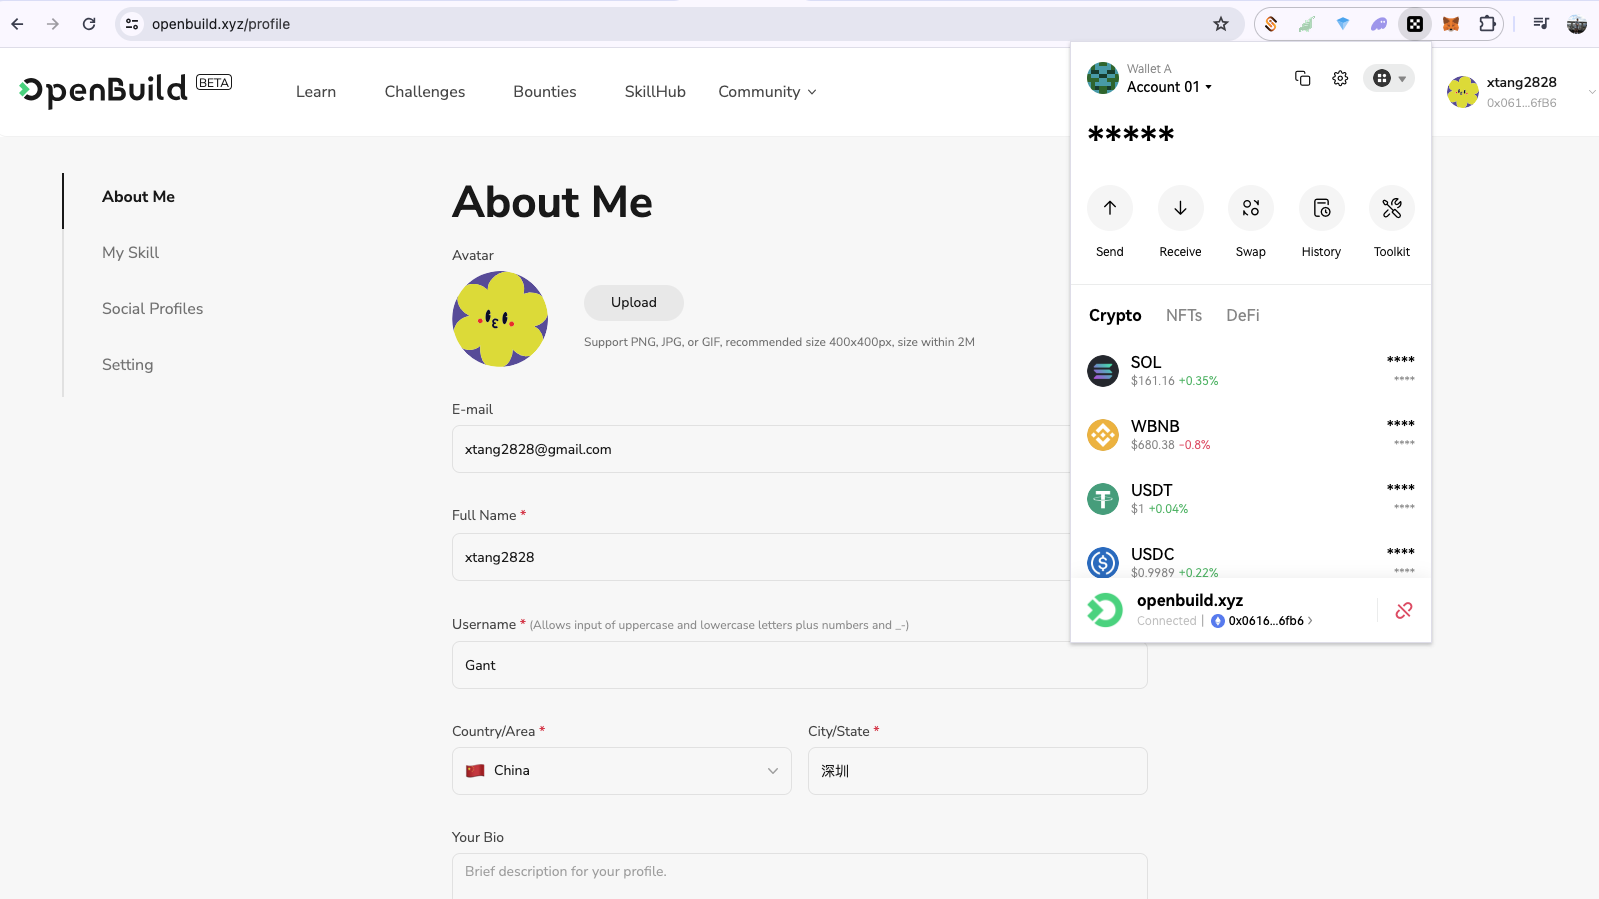 openbuild.xyz/profile
OpenBuild BETA
Learn
Challenges
Bounties
SkillHub
Community
xtang2828
0x061...6fB6
About Me
My Skill
Social Profiles
Setting
About Me
Avatar
Upload
Support PNG, JPG, or GIF, recommended size 400x400px, size within 2M
E-mail
xtang2828@gmail.com
Full Name *
xtang2828
Username * (Allows input of uppercase and lowercase letters plus numbers and _-)
Gant
Country/Area *
City/State *
China
深圳
Your Bio
Brief description for your profile.
Wallet A
Account 01
*****
Send
Receive
Swap
History
Toolkit
Crypto
NFTs
DeFi
SOL
****
$161.16 +0.35%
****
WBNB
****
$680.38 -0.8%
****
USDT
****
$1 +0.04%
****
USDC
****
$0.9989 +0.22%
****
openbuild.xyz
Connected | 0x0616...6fb6 >